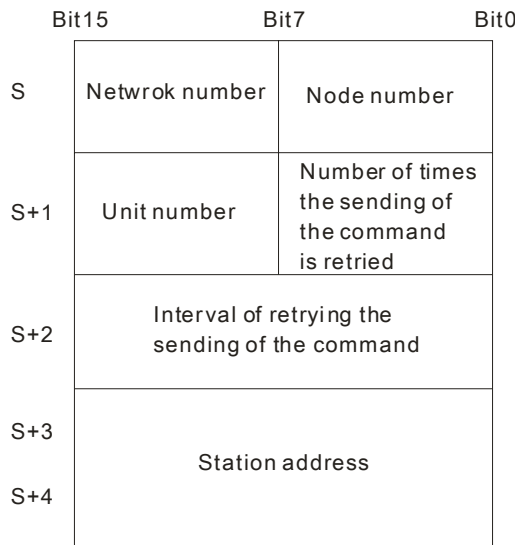 Bit15 Bit7 Bit0
S Netwrok number Node number
S+1 Unit number Number of times
the sending of
the command
is retried
S+2 Interval of retrying the
sending of the command
S+3
Station address
S+4